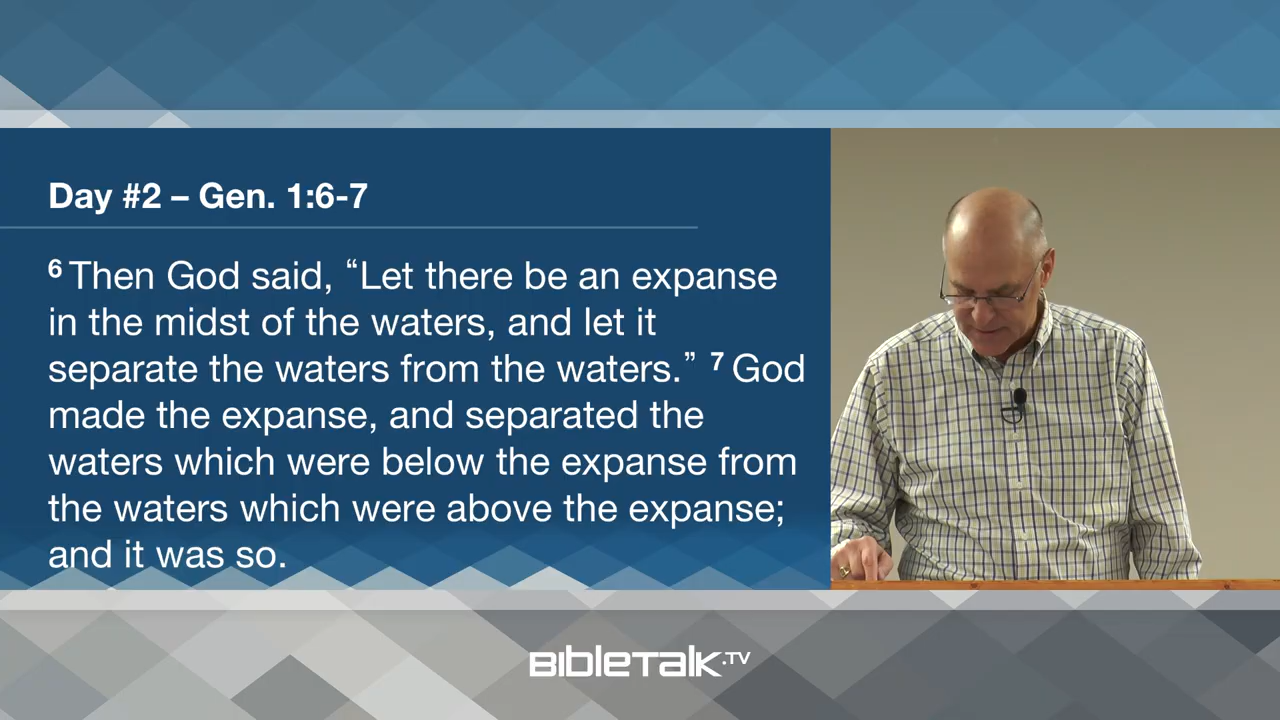 Day #2 – Gen. 1:6-7
6 Then God said, “Let there be an expanse
in the midst of the waters, and let it
separate the waters from the waters.” 7 God
made the expanse, and separated the
waters which were below the expanse from
the waters which were above the expanse;
and it was so.
BIBLETALK.TV